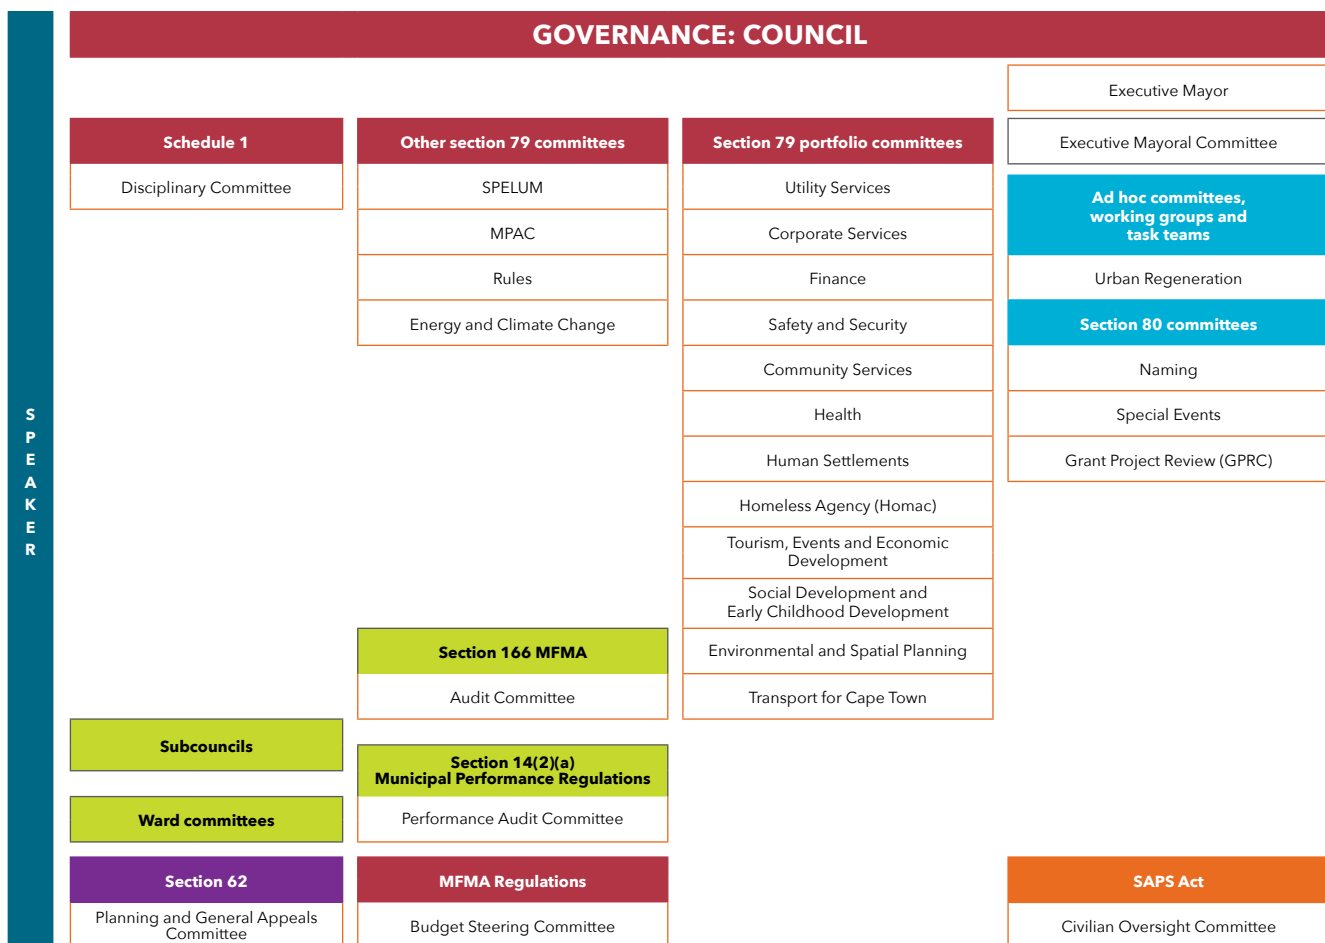 GOVERNANCE: COUNCIL
SPEAKER
Schedule 1
Disciplinary Committee
Subcouncils
Ward committees
Section 62
Planning and General Appeals
Committee
Other section 79 committees
SPELUM
MPAC
Rules
Energy and Climate Change
Section 166 MFMA
Audit Committee
Section 14(2)(a)
Municipal Performance Regulations
Performance Audit Committee
MFMA Regulations
Budget Steering Committee
Section 79 portfolio committees
Utility Services
Corporate Services
Finance
Safety and Security
Community Services
Health
Human Settlements
Homeless Agency (Homac)
Tourism, Events and Economic
Development
Social Development and
Early Childhood Development
Environmental and Spatial Planning
Transport for Cape Town
Executive Mayor
Executive Mayoral Committee
Ad hoc committees,
working groups and
task teams
Urban Regeneration
Section 80 committees
Naming
Special Events
Grant Project Review (GPRC)
SAPS Act
Civilian Oversight Committee